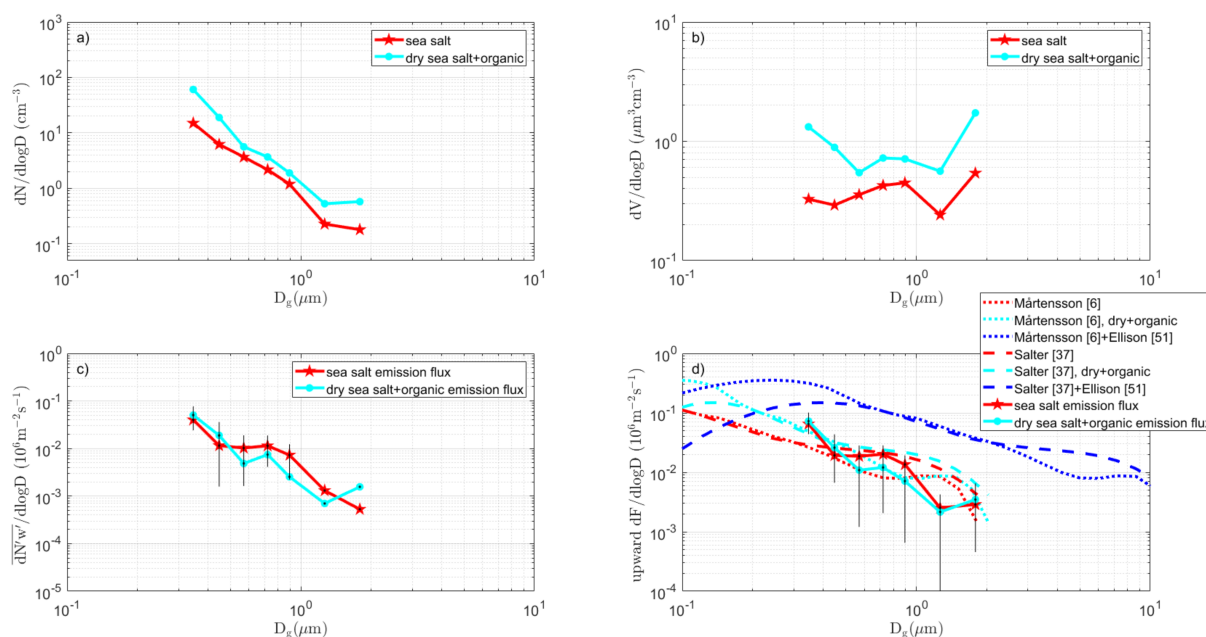 a)
sea salt
dry sea salt+organic
dN/dlogD (cm⁻³)
10³
10²
10¹
10⁰
10⁻¹
10⁻¹ 10⁰ 10¹
D_g(μm)
b)
sea salt
dry sea salt+organic
dV/dlogD (μm³cm⁻³)
10¹
10⁰
10⁻¹
10⁻¹ 10⁰ 10¹
D_g(μm)
c)
sea salt emission flux
dry sea salt+organic emission flux
dN'w'/dlogD (10⁶m⁻²s⁻¹)
10⁰
10⁻¹
10⁻²
10⁻³
10⁻⁴
10⁻⁵
10⁻¹ 10⁰ 10¹
D_g(μm)
d)
Mårtensson [6]
Mårtensson [6], dry+organic
Mårtensson [6]+Ellison [51]
Salter [37]
Salter [37], dry+organic
Salter [37]+Ellison [51]
sea salt emission flux
dry sea salt+organic emission flux
upward dF/dlogD (10⁶m⁻²s⁻¹)
10⁰
10⁻¹
10⁻²
10⁻³
10⁻⁴
10⁻¹ 10⁰ 10¹
D_g(μm)